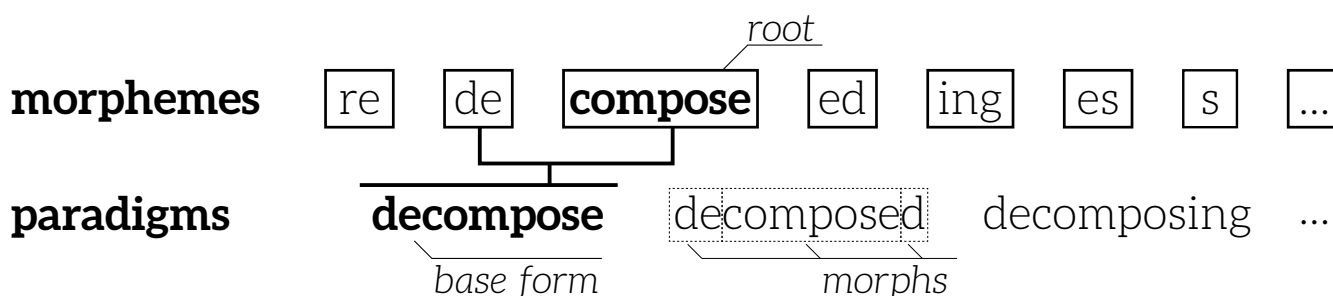 root
morphemes re de compose ed ing es s ...
paradigms decompose decomposed decomposing ...
base form morphs